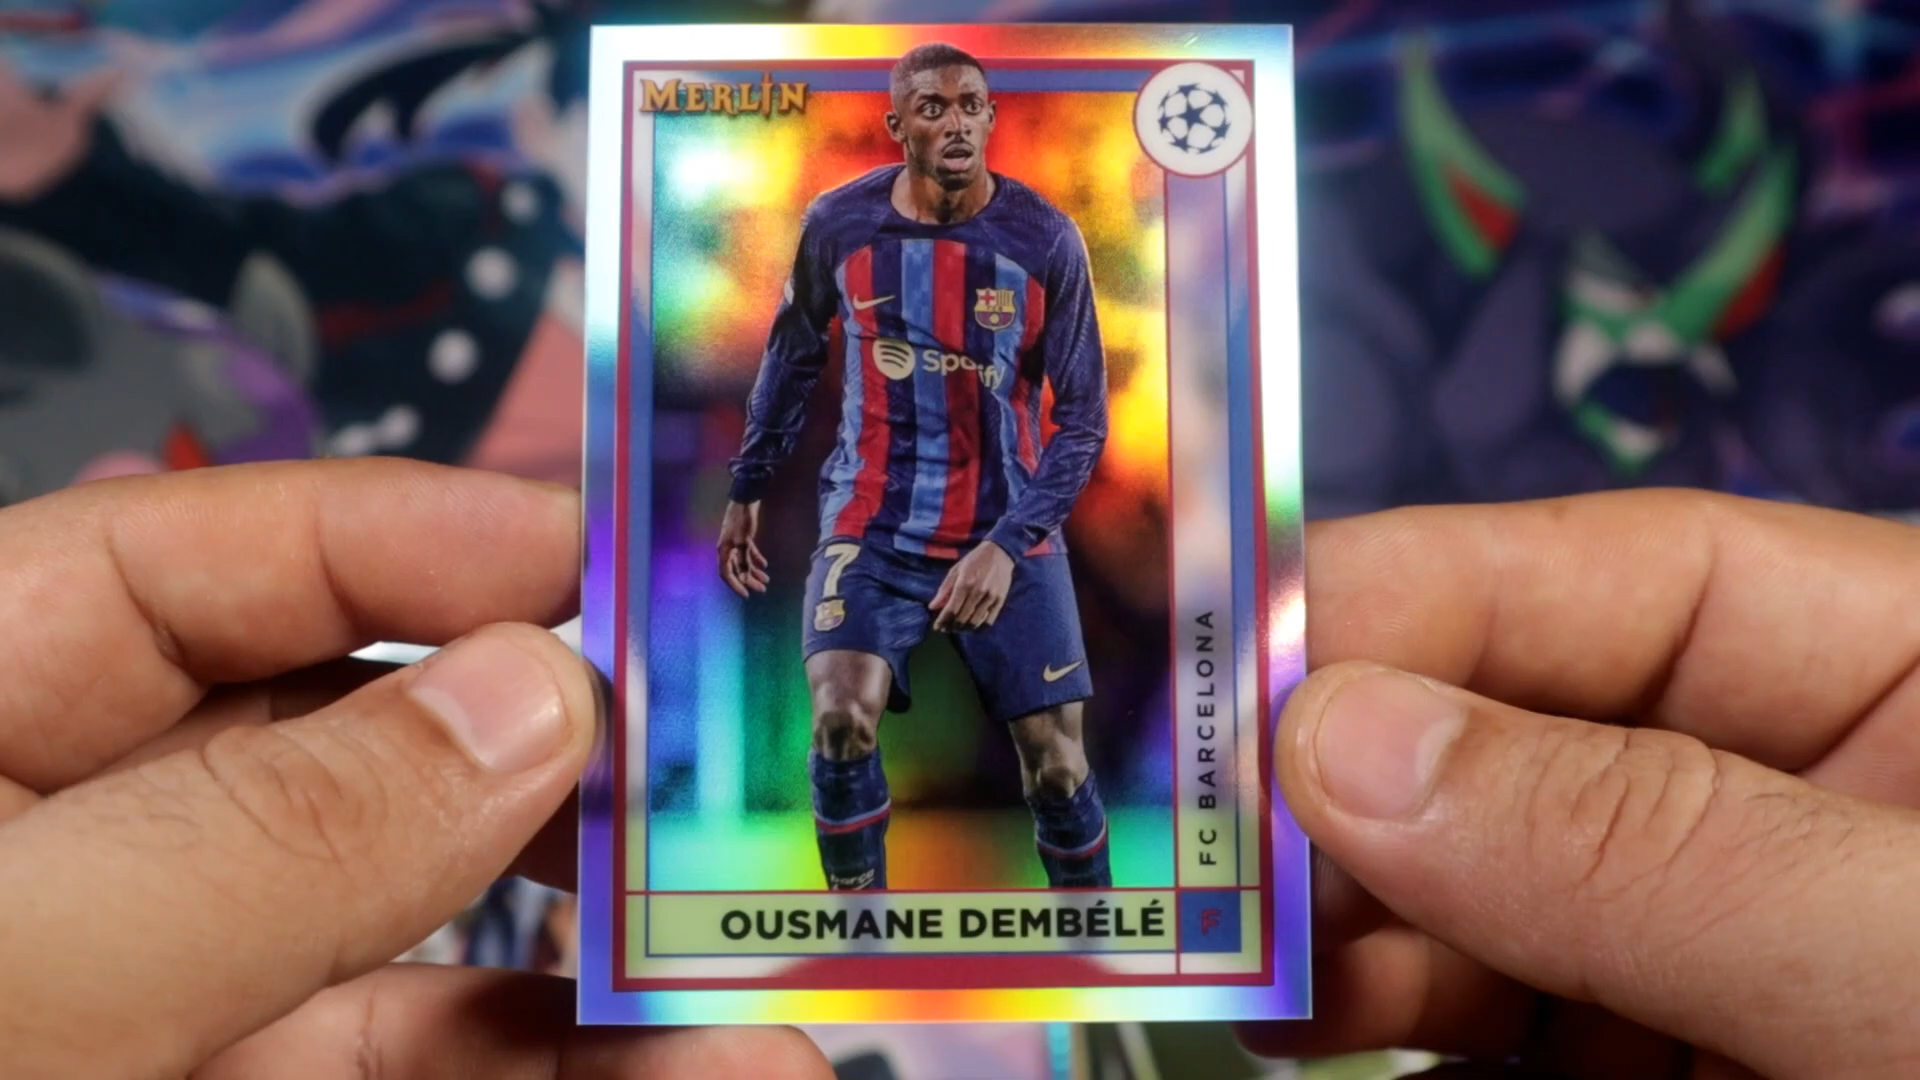 MERLIN
Spotify
7
FC BARCELONA
OUSMANE DEMBÉLÉ
F